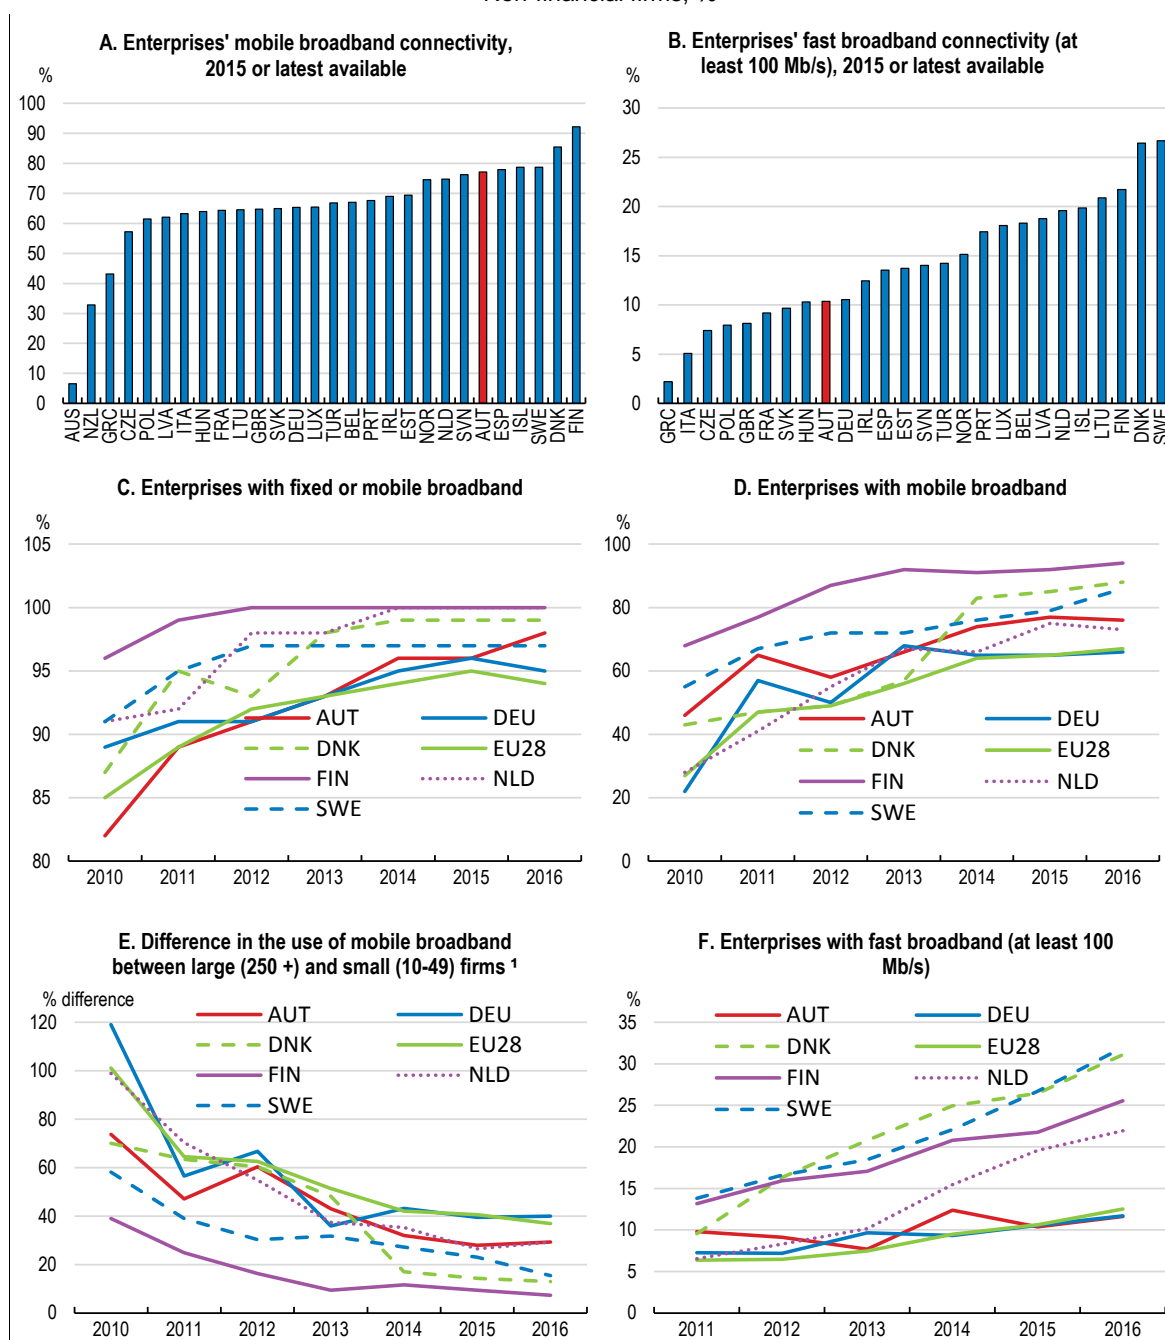 Non-financial firms, %
A. Enterprises' mobile broadband connectivity,
2015 or latest available
%
100
90
80
70
60
50
40
30
20
10
0
AUS NZL GRC CZE POL LVA ITA HUN FRA LTU GBR SVK DEU LUX TUR BEL PRT IRL EST NOR NLD SVN AUT ESP ISL SWE DNK FIN
B. Enterprises' fast broadband connectivity (at
least 100 Mb/s), 2015 or latest available
%
30
25
20
15
10
5
0
GRC ITA CZE POL GBR FRA SVK HUN AUT DEU IRL ESP EST SVN TUR NOR PRT LUX BEL LVA NLD ISL LTU FIN DNK SWE
C. Enterprises with fixed or mobile broadband
%
105
100
95
90
85
80
AUT DEU
DNK EU28
FIN NLD
SWE
2010 2011 2012 2013 2014 2015 2016
D. Enterprises with mobile broadband
%
100
80
60
40
20
0
AUT DEU
DNK EU28
FIN NLD
SWE
2010 2011 2012 2013 2014 2015 2016
E. Difference in the use of mobile broadband
between large (250 +) and small (10-49) firms ¹
% difference
120
100
80
60
40
20
0
AUT DEU
DNK EU28
FIN NLD
SWE
2010 2011 2012 2013 2014 2015 2016
F. Enterprises with fast broadband (at least 100
Mb/s)
%
35
30
25
20
15
10
5
0
AUT DEU
DNK EU28
FIN NLD
SWE
2011 2012 2013 2014 2015 2016